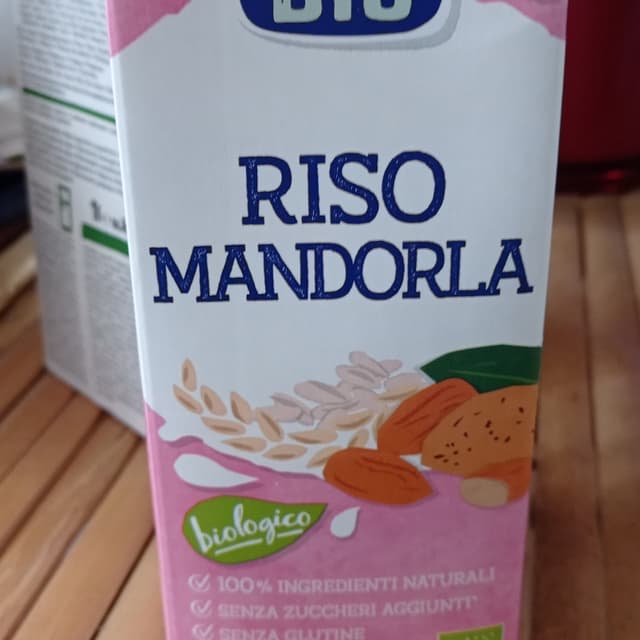 BIO
RISO
MANDORLA
biologico
100% INGREDIENTI NATURALI
SENZA ZUCCHERI AGGIUNTI*
SENZA GLUTINE